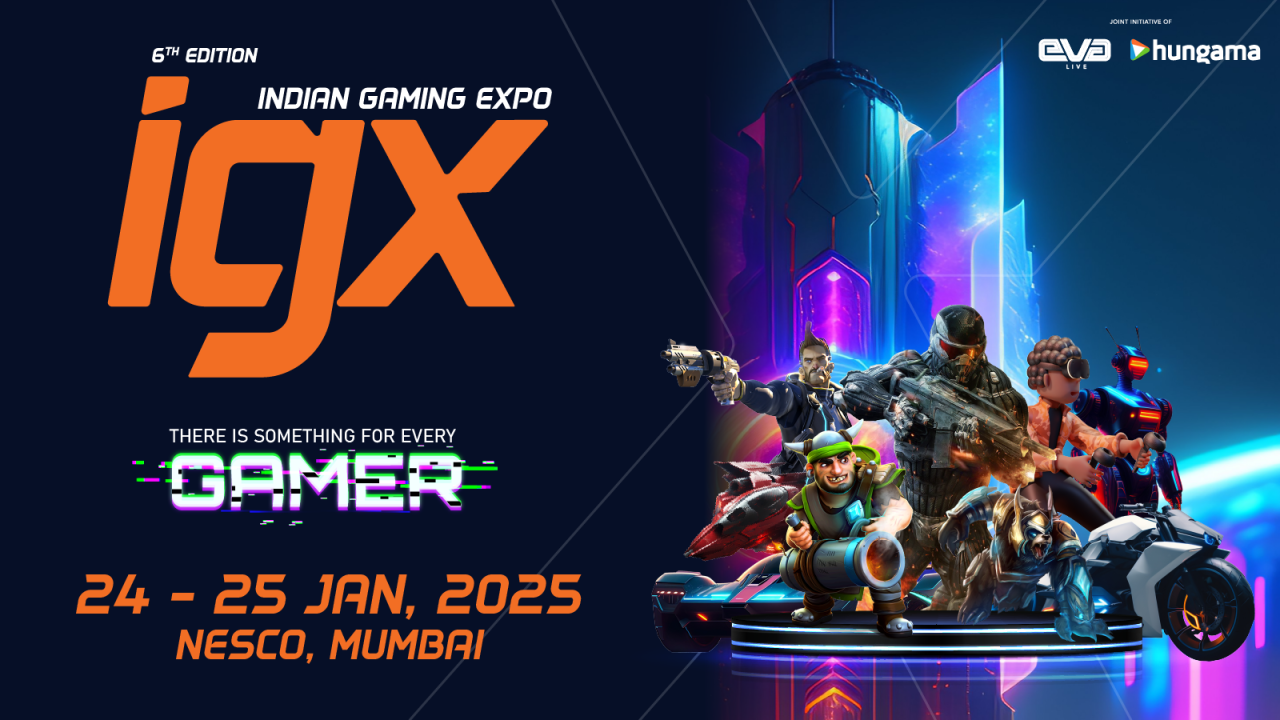 6TH EDITION
INDIAN GAMING EXPO
igx
THERE IS SOMETHING FOR EVERY
GAMER
24 - 25 JAN, 2025
NESCO, MUMBAI
JOINT INITIATIVE OF
eva
LIVE
hungama